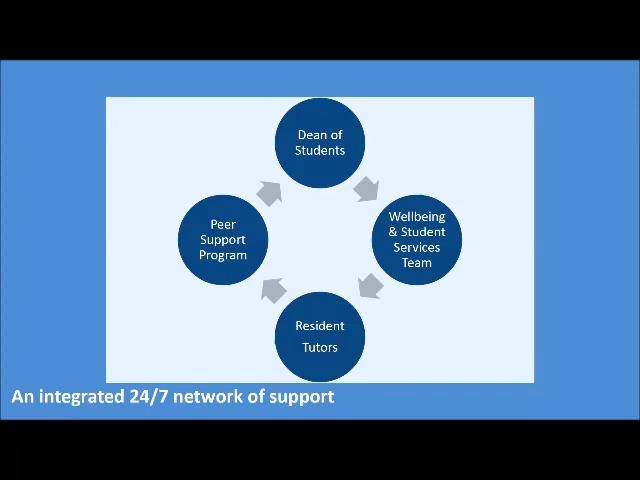 Dean of
Students
Wellbeing
& Student
Services
Team
Resident
Tutors
Peer
Support
Program
An integrated 24/7 network of support